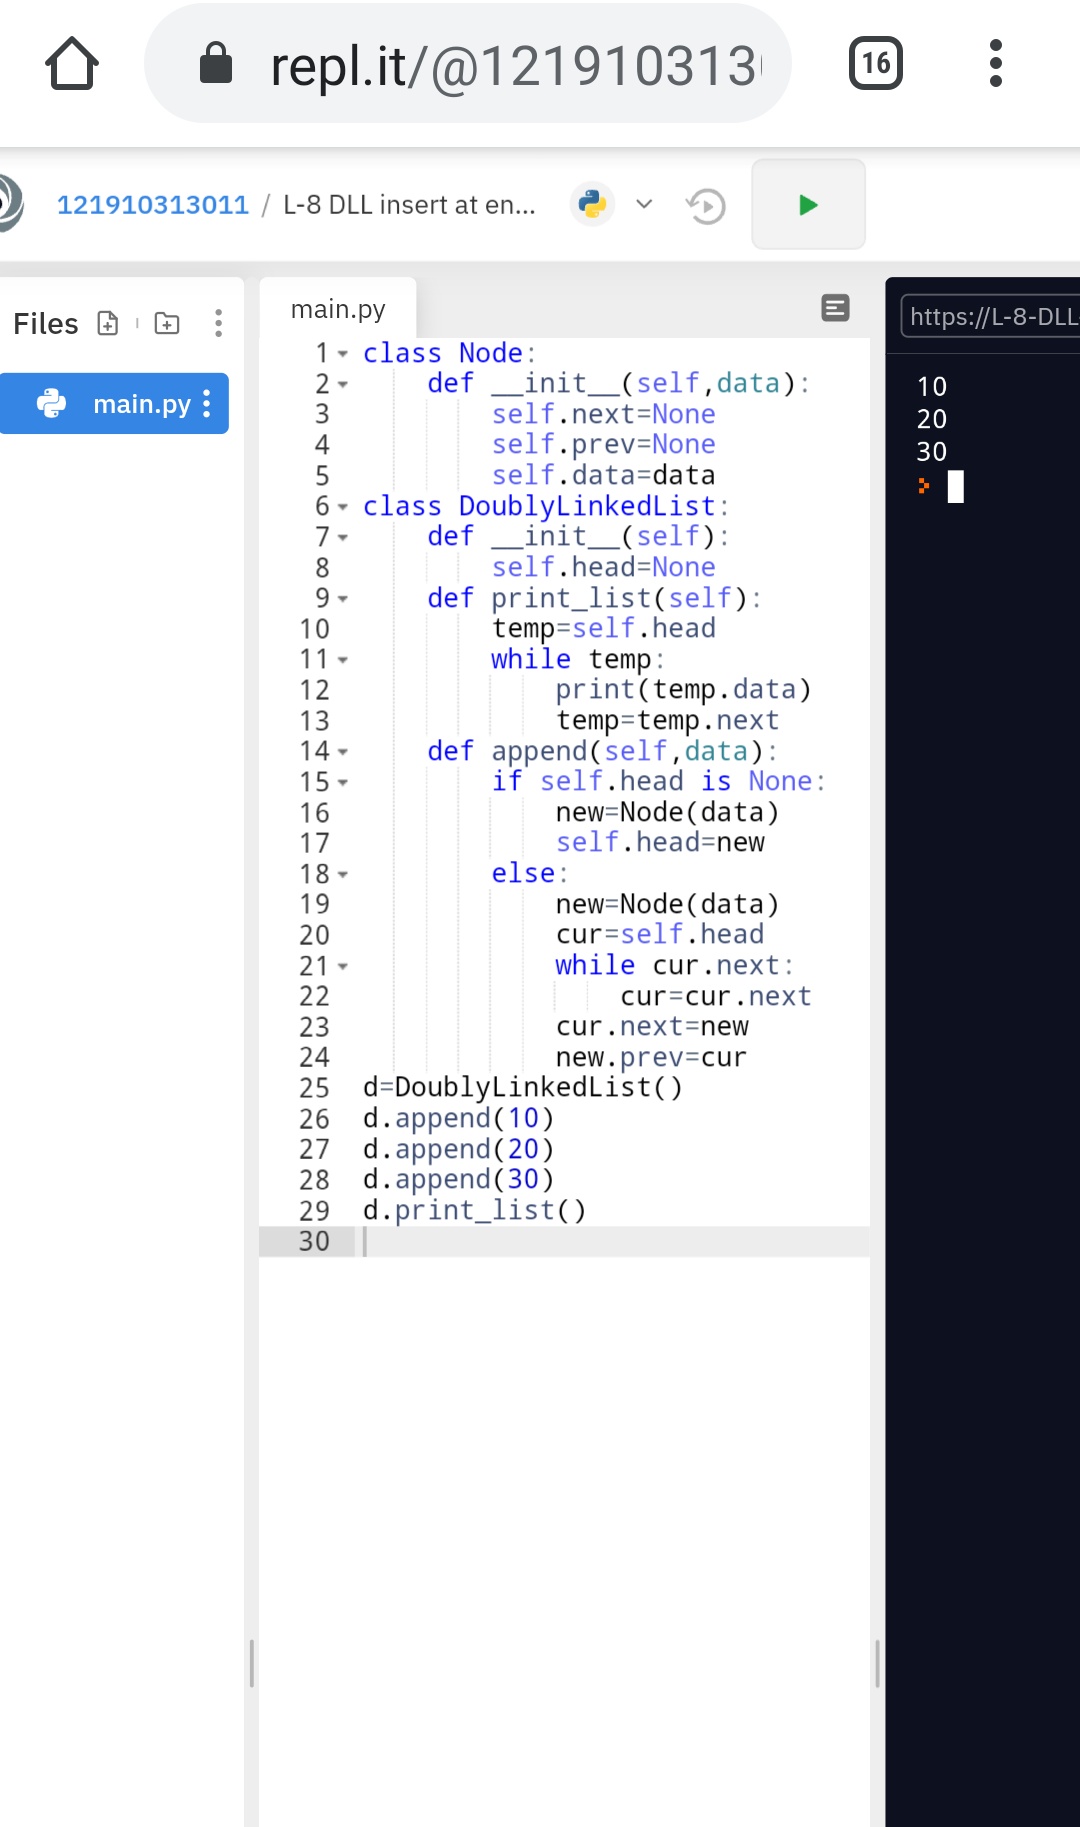 repl.it/@121910313
16
121910313011 / L-8 DLL insert at en...
Files
main.py
main.py
1 class Node:
2     def __init__(self,data):
3         self.next=None
4         self.prev=None
5         self.data=data
6 class DoublyLinkedList:
7     def __init__(self):
8         self.head=None
9     def print_list(self):
10         temp=self.head
11         while temp:
12             print(temp.data)
13             temp=temp.next
14     def append(self,data):
15         if self.head is None:
16             new=Node(data)
17             self.head=new
18         else:
19             new=Node(data)
20             cur=self.head
21             while cur.next:
22                 cur=cur.next
23             cur.next=new
24             new.prev=cur
25 d=DoublyLinkedList()
26 d.append(10)
27 d.append(20)
28 d.append(30)
29 d.print_list()
30
https://L-8-DLL-
10
20
30